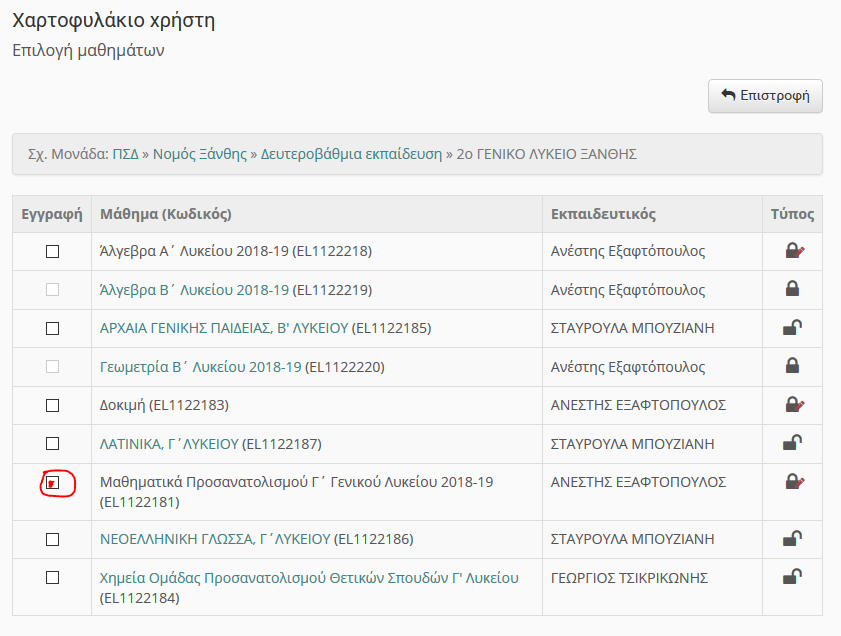 Χαρτοφυλάκιο χρήστη
Επιλογή μαθημάτων
Επιστροφή
Σχ. Μονάδα: ΠΣΔ » Νομός Ξάνθης » Δευτεροβάθμια εκπαίδευση » 2ο ΓΕΝΙΚΟ ΛΥΚΕΙΟ ΞΑΝΘΗΣ
Εγγραφή Μάθημα (Κωδικός) Εκπαιδευτικός Τύπος
Άλγεβρα Α΄ Λυκείου 2018-19 (EL1122218) Ανέστης Εξαφτόπουλος
Άλγεβρα Β΄ Λυκείου 2018-19 (EL1122219) Ανέστης Εξαφτόπουλος
ΑΡΧΑΙΑ ΓΕΝΙΚΗΣ ΠΑΙΔΕΙΑΣ, Β' ΛΥΚΕΙΟΥ (EL1122185) ΣΤΑΥΡΟΥΛΑ ΜΠΟΥΖΙΑΝΗ
Γεωμετρία Β΄ Λυκείου 2018-19 (EL1122220) Ανέστης Εξαφτόπουλος
Δοκιμή (EL1122183) ΑΝΕΣΤΗΣ ΕΞΑΦΤΟΠΟΥΛΟΣ
ΛΑΤΙΝΙΚΑ, Γ΄ΛΥΚΕΙΟΥ (EL1122187) ΣΤΑΥΡΟΥΛΑ ΜΠΟΥΖΙΑΝΗ
Μαθηματικά Προσανατολισμού Γ΄ Γενικού Λυκείου 2018-19 ΑΝΕΣΤΗΣ ΕΞΑΦΤΟΠΟΥΛΟΣ
(EL1122181)
ΝΕΟΕΛΛΗΝΙΚΗ ΓΛΩΣΣΑ, Γ΄ΛΥΚΕΙΟΥ (EL1122186) ΣΤΑΥΡΟΥΛΑ ΜΠΟΥΖΙΑΝΗ
Χημεία Ομάδας Προσανατολισμού Θετικών Σπουδών Γ' Λυκείου ΓΕΩΡΓΙΟΣ ΤΣΙΚΡΙΚΩΝΗΣ
(EL1122184)